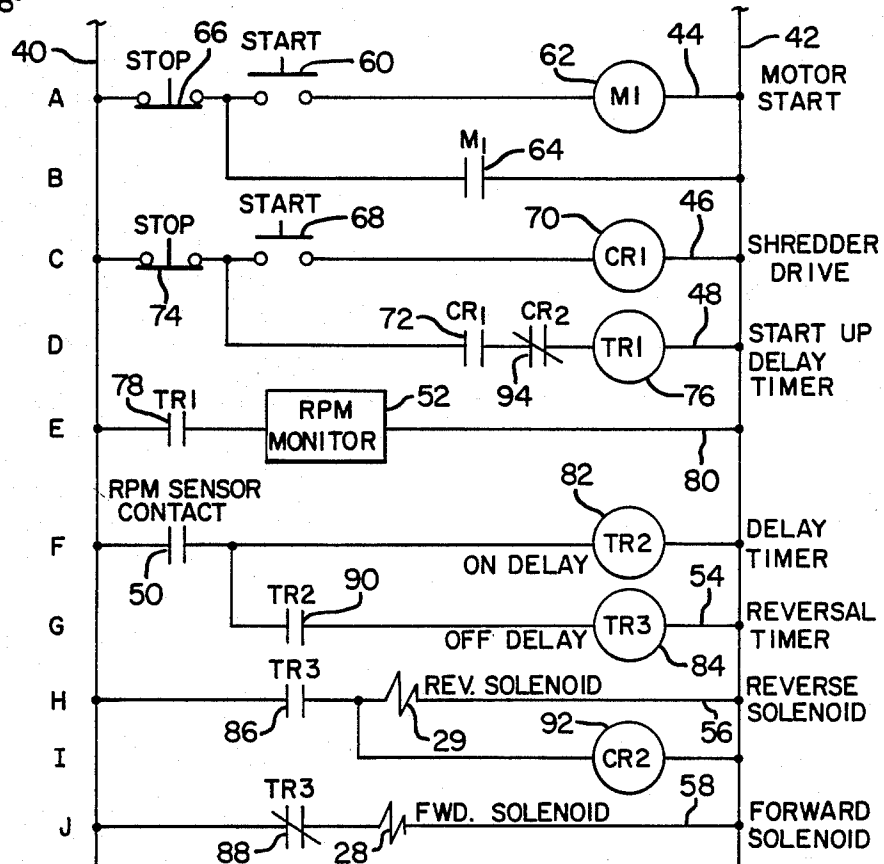 40
STOP
66
START
60
62
44
42
A
M1
MOTOR
START
B
M1
64
STOP
START
68
70
46
C
CR1
SHREDDER
DRIVE
74
72
CR1
CR2
48
D
TR1
START UP
DELAY
TIMER
94
76
78
TR1
52
E
RPM
MONITOR
80
RPM SENSOR
CONTACT
82
F
ON DELAY
TR2
DELAY
TIMER
50
TR2
90
54
G
OFF DELAY
TR3
REVERSAL
TIMER
84
TR3
H
REV. SOLENOID
REVERSE
SOLENOID
86
29
92
56
I
CR2
TR3
58
J
FWD. SOLENOID
FORWARD
SOLENOID
88
28